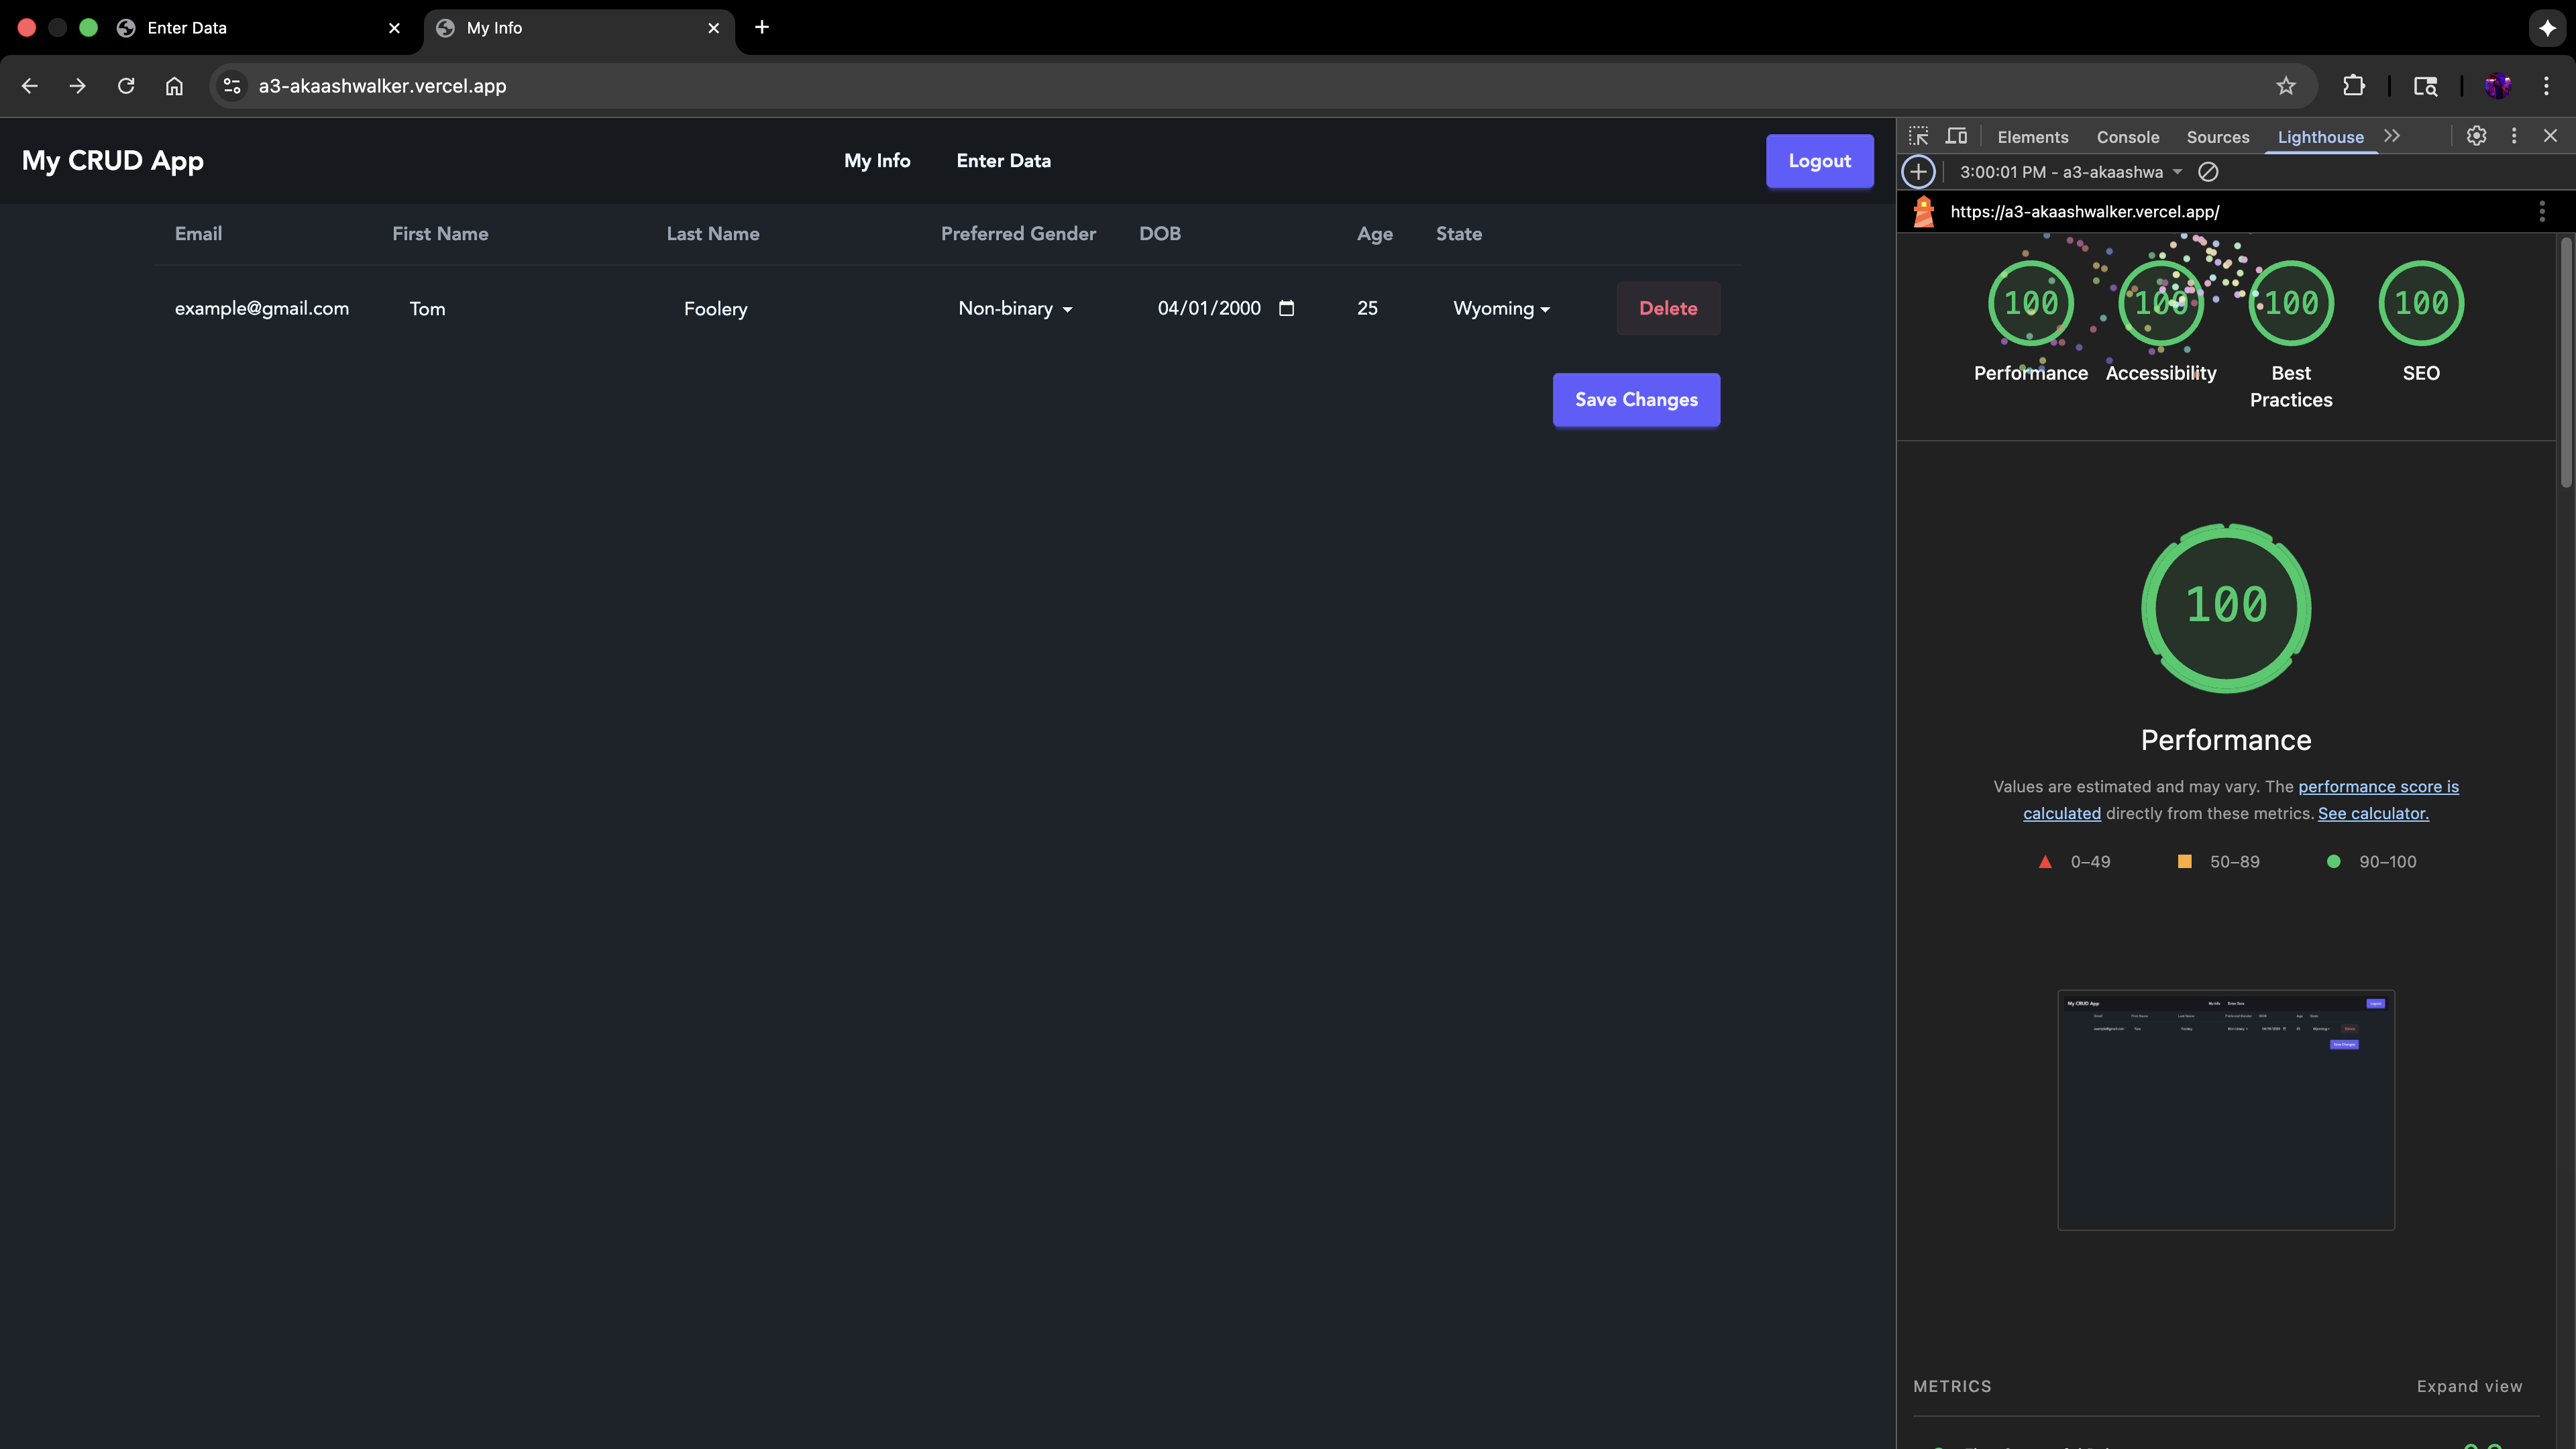 Enter Data
My Info
a3-akaashwalker.vercel.app
My CRUD App
My Info
Enter Data
Logout
Email First Name Last Name Preferred Gender DOB Age State
example@gmail.com Tom Foolery Non-binary 04/01/2000 25 Wyoming Delete
Save Changes
Elements Console Sources Lighthouse
3:00:01 PM - a3-akaashwa
https://a3-akaashwalker.vercel.app/
100 100 100 100
Performance Accessibility Best Practices SEO
100
Performance
Values are estimated and may vary. The performance score is
calculated directly from these metrics. See calculator.
0–49 50–89 90–100
My CRUD App
METRICS
Expand view